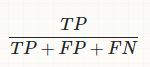 TP
TP + FP + FN